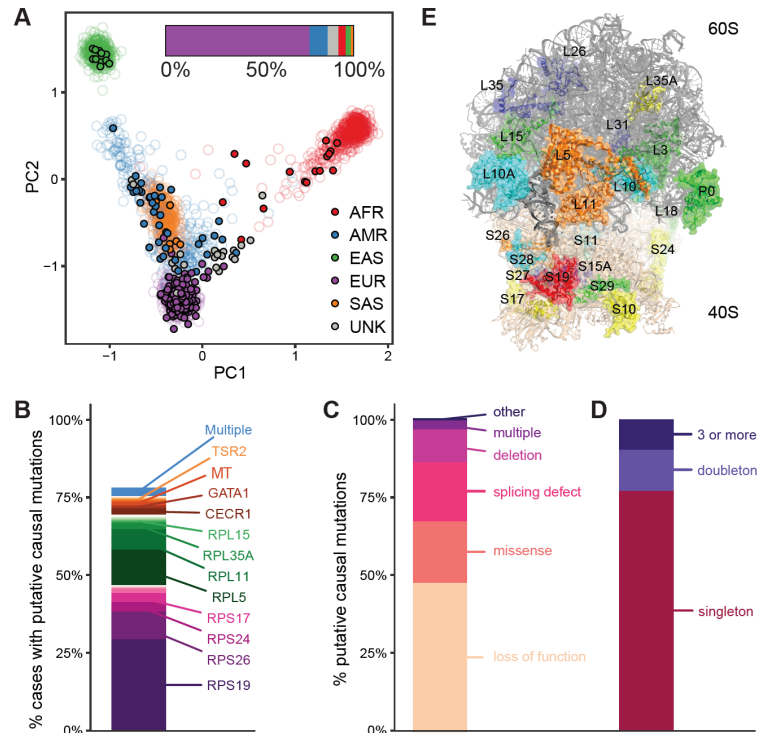 A
0% 50% 100%
1
0
−1
PC2
−1 0 1 2
PC1
AFR
AMR
EAS
EUR
SAS
UNK
E
60S
L26
L35
L35A
L15
L31
L5
L3
L10A
L10
P0
L11
L18
S26
S11
S24
S28
S27
S19
S15A
S29
S17
S10
40S
B
% cases with putative causal mutations
100%
75%
50%
25%
0%
Multiple
TSR2
MT
GATA1
CECR1
RPL15
RPL35A
RPL11
RPL5
RPS17
RPS24
RPS26
RPS19
C
% putative causal mutations
100%
75%
50%
25%
0%
other
multiple
deletion
splicing defect
missense
loss of function
D
3 or more
doubleton
singleton